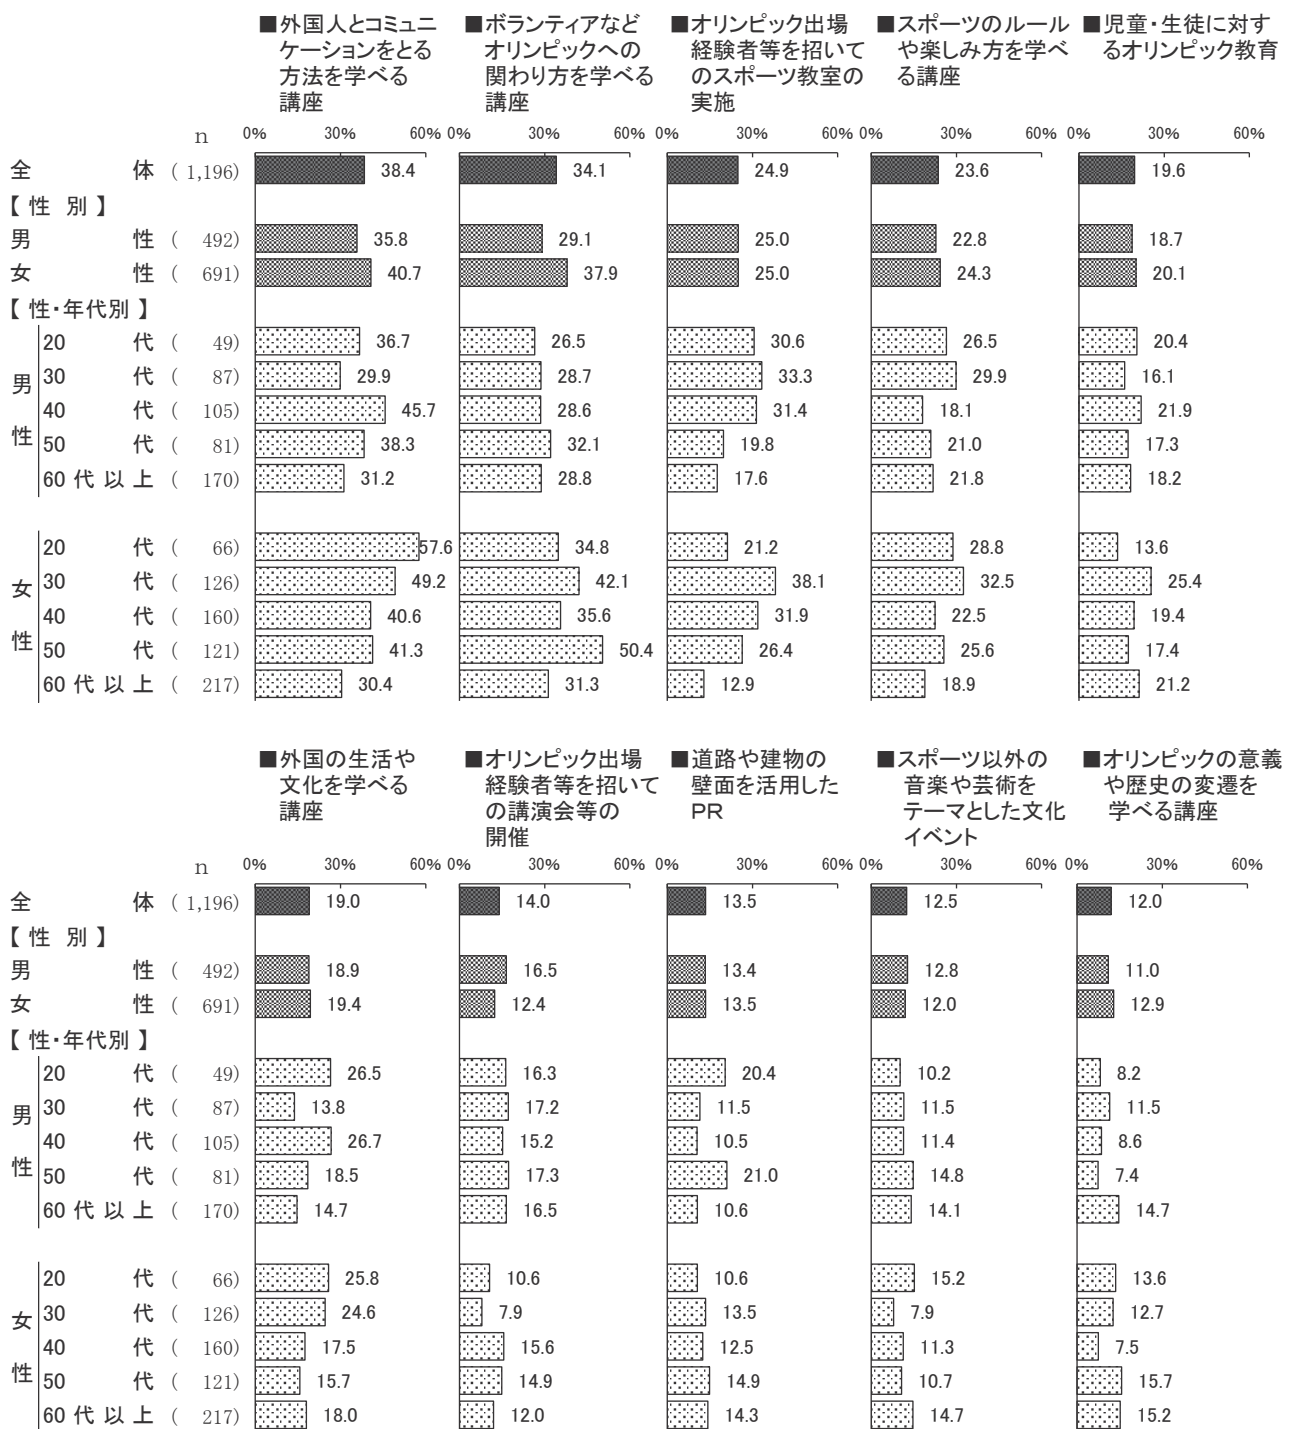 ■外国人とコミュニ ■ボランティアなど ■オリンピック出場 ■スポーツのルール ■児童・生徒に対す
ケーションをとる オリンピックへの 経験者等を招いて や楽しみ方を学べ るオリンピック教育
方法を学べる 関わり方を学べる のスポーツ教室の る講座
講座 講座 実施
n 0% 30% 60% 0% 30% 60% 0% 30% 60% 0% 30% 60% 0% 30% 60%
全 体 ( 1,196) 38.4 34.1 24.9 23.6 19.6
【 性 別 】
男 性 ( 492) 35.8 29.1 25.0 22.8 18.7
女 性 ( 691) 40.7 37.9 25.0 24.3 20.1
【 性・年代別 】
20 代 ( 49) 36.7 26.5 30.6 26.5 20.4
男 30 代 ( 87) 29.9 28.7 33.3 29.9 16.1
40 代 ( 105) 45.7 28.6 31.4 18.1 21.9
性 50 代 ( 81) 38.3 32.1 19.8 21.0 17.3
60 代 以 上 ( 170) 31.2 28.8 17.6 21.8 18.2
20 代 ( 66) 57.6 34.8 21.2 28.8 13.6
女 30 代 ( 126) 49.2 42.1 38.1 32.5 25.4
40 代 ( 160) 40.6 35.6 31.9 22.5 19.4
性 50 代 ( 121) 41.3 50.4 26.4 25.6 17.4
60 代 以 上 ( 217) 30.4 31.3 12.9 18.9 21.2
■外国の生活や ■オリンピック出場 ■道路や建物の ■スポーツ以外の ■オリンピックの意義
文化を学べる 経験者等を招いて 壁面を活用した 音楽や芸術を や歴史の変遷を
講座 の講演会等の PR テーマとした文化 学べる講座
開催 イベント
n 0% 30% 60% 0% 30% 60% 0% 30% 60% 0% 30% 60% 0% 30% 60%
全 体 ( 1,196) 19.0 14.0 13.5 12.5 12.0
【 性 別 】
男 性 ( 492) 18.9 16.5 13.4 12.8 11.0
女 性 ( 691) 19.4 12.4 13.5 12.0 12.9
【 性・年代別 】
20 代 ( 49) 26.5 16.3 20.4 10.2 8.2
男 30 代 ( 87) 13.8 17.2 11.5 11.5 11.5
40 代 ( 105) 26.7 15.2 10.5 11.4 8.6
性 50 代 ( 81) 18.5 17.3 21.0 14.8 7.4
60 代 以 上 ( 170) 14.7 16.5 10.6 14.1 14.7
20 代 ( 66) 25.8 10.6 10.6 15.2 13.6
女 30 代 ( 126) 24.6 7.9 13.5 7.9 12.7
40 代 ( 160) 17.5 15.6 12.5 11.3 7.5
性 50 代 ( 121) 15.7 14.9 14.9 10.7 15.7
60 代 以 上 ( 217) 18.0 12.0 14.3 14.7 15.2